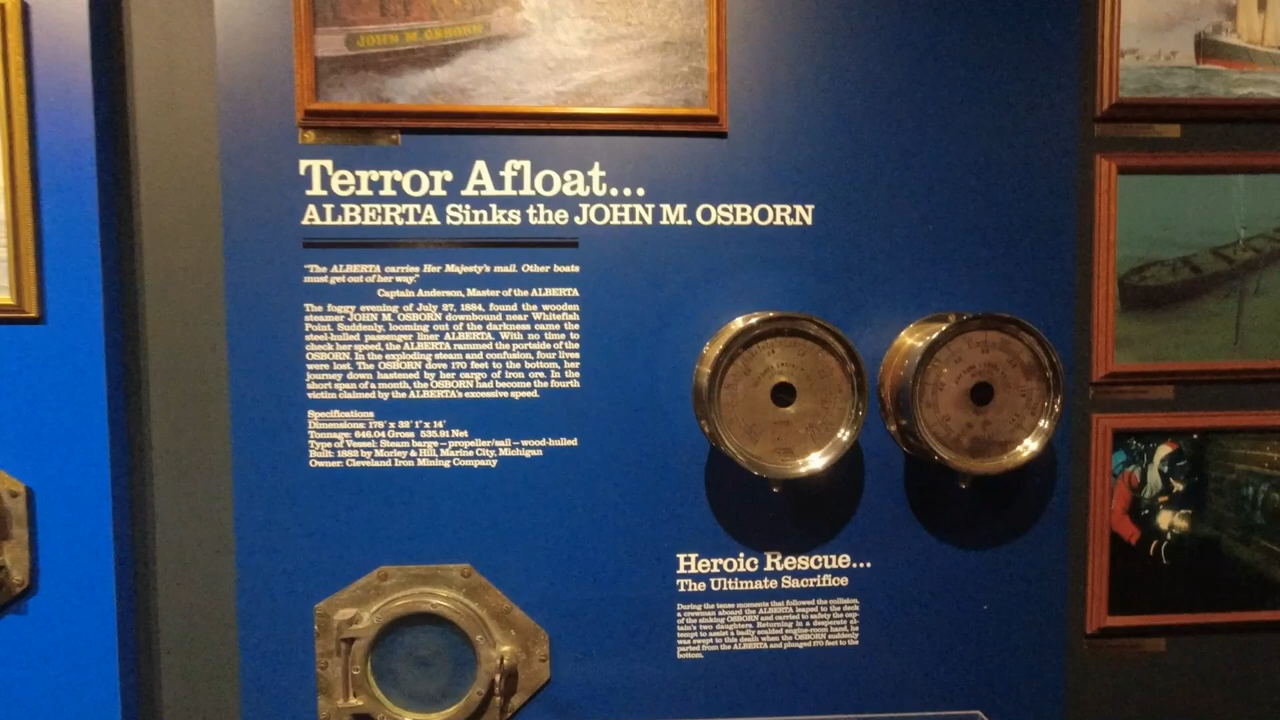 JOHN M. OSBORN
Terror Afloat...
ALBERTA Sinks the JOHN M. OSBORN
"The ALBERTA carries Her Majesty's mail. Other boats
must get out of her way."
Captain Anderson, Master of the ALBERTA
The foggy evening of July 27, 1884, found the wooden
steamer JOHN M. OSBORN downbound near Whitefish
Point. Suddenly, looming out of the darkness came the
steel-hulled passenger liner ALBERTA. With no time to
check her speed, the ALBERTA rammed the portside of the
OSBORN. In the exploding steam and confusion, four lives
were lost. The OSBORN dove 170 feet to the bottom, her
journey down hastened by her cargo of iron ore. In the
short span of a month, the OSBORN had become the fourth
victim claimed by the ALBERTA's excessive speed.
Specifications
Dimensions: 178' x 32' 1" x 14'
Tonnage: 646.04 Gross 535.91 Net
Type of Vessel: Steam barge – propeller/sail – wood-hulled
Built: 1882 by Morley & Hill, Marine City, Michigan
Owner: Cleveland Iron Mining Company
Heroic Rescue...
The Ultimate Sacrifice
During the tense moments that followed the collision,
a crewman aboard the ALBERTA leaped to the deck
of the sinking OSBORN and carried to safety the cap-
tain's two daughters. Returning in a desperate at-
tempt to assist a badly scalded engine-room hand, he
was swept to this death when the OSBORN suddenly
parted from the ALBERTA and plunged 170 feet to the
bottom.